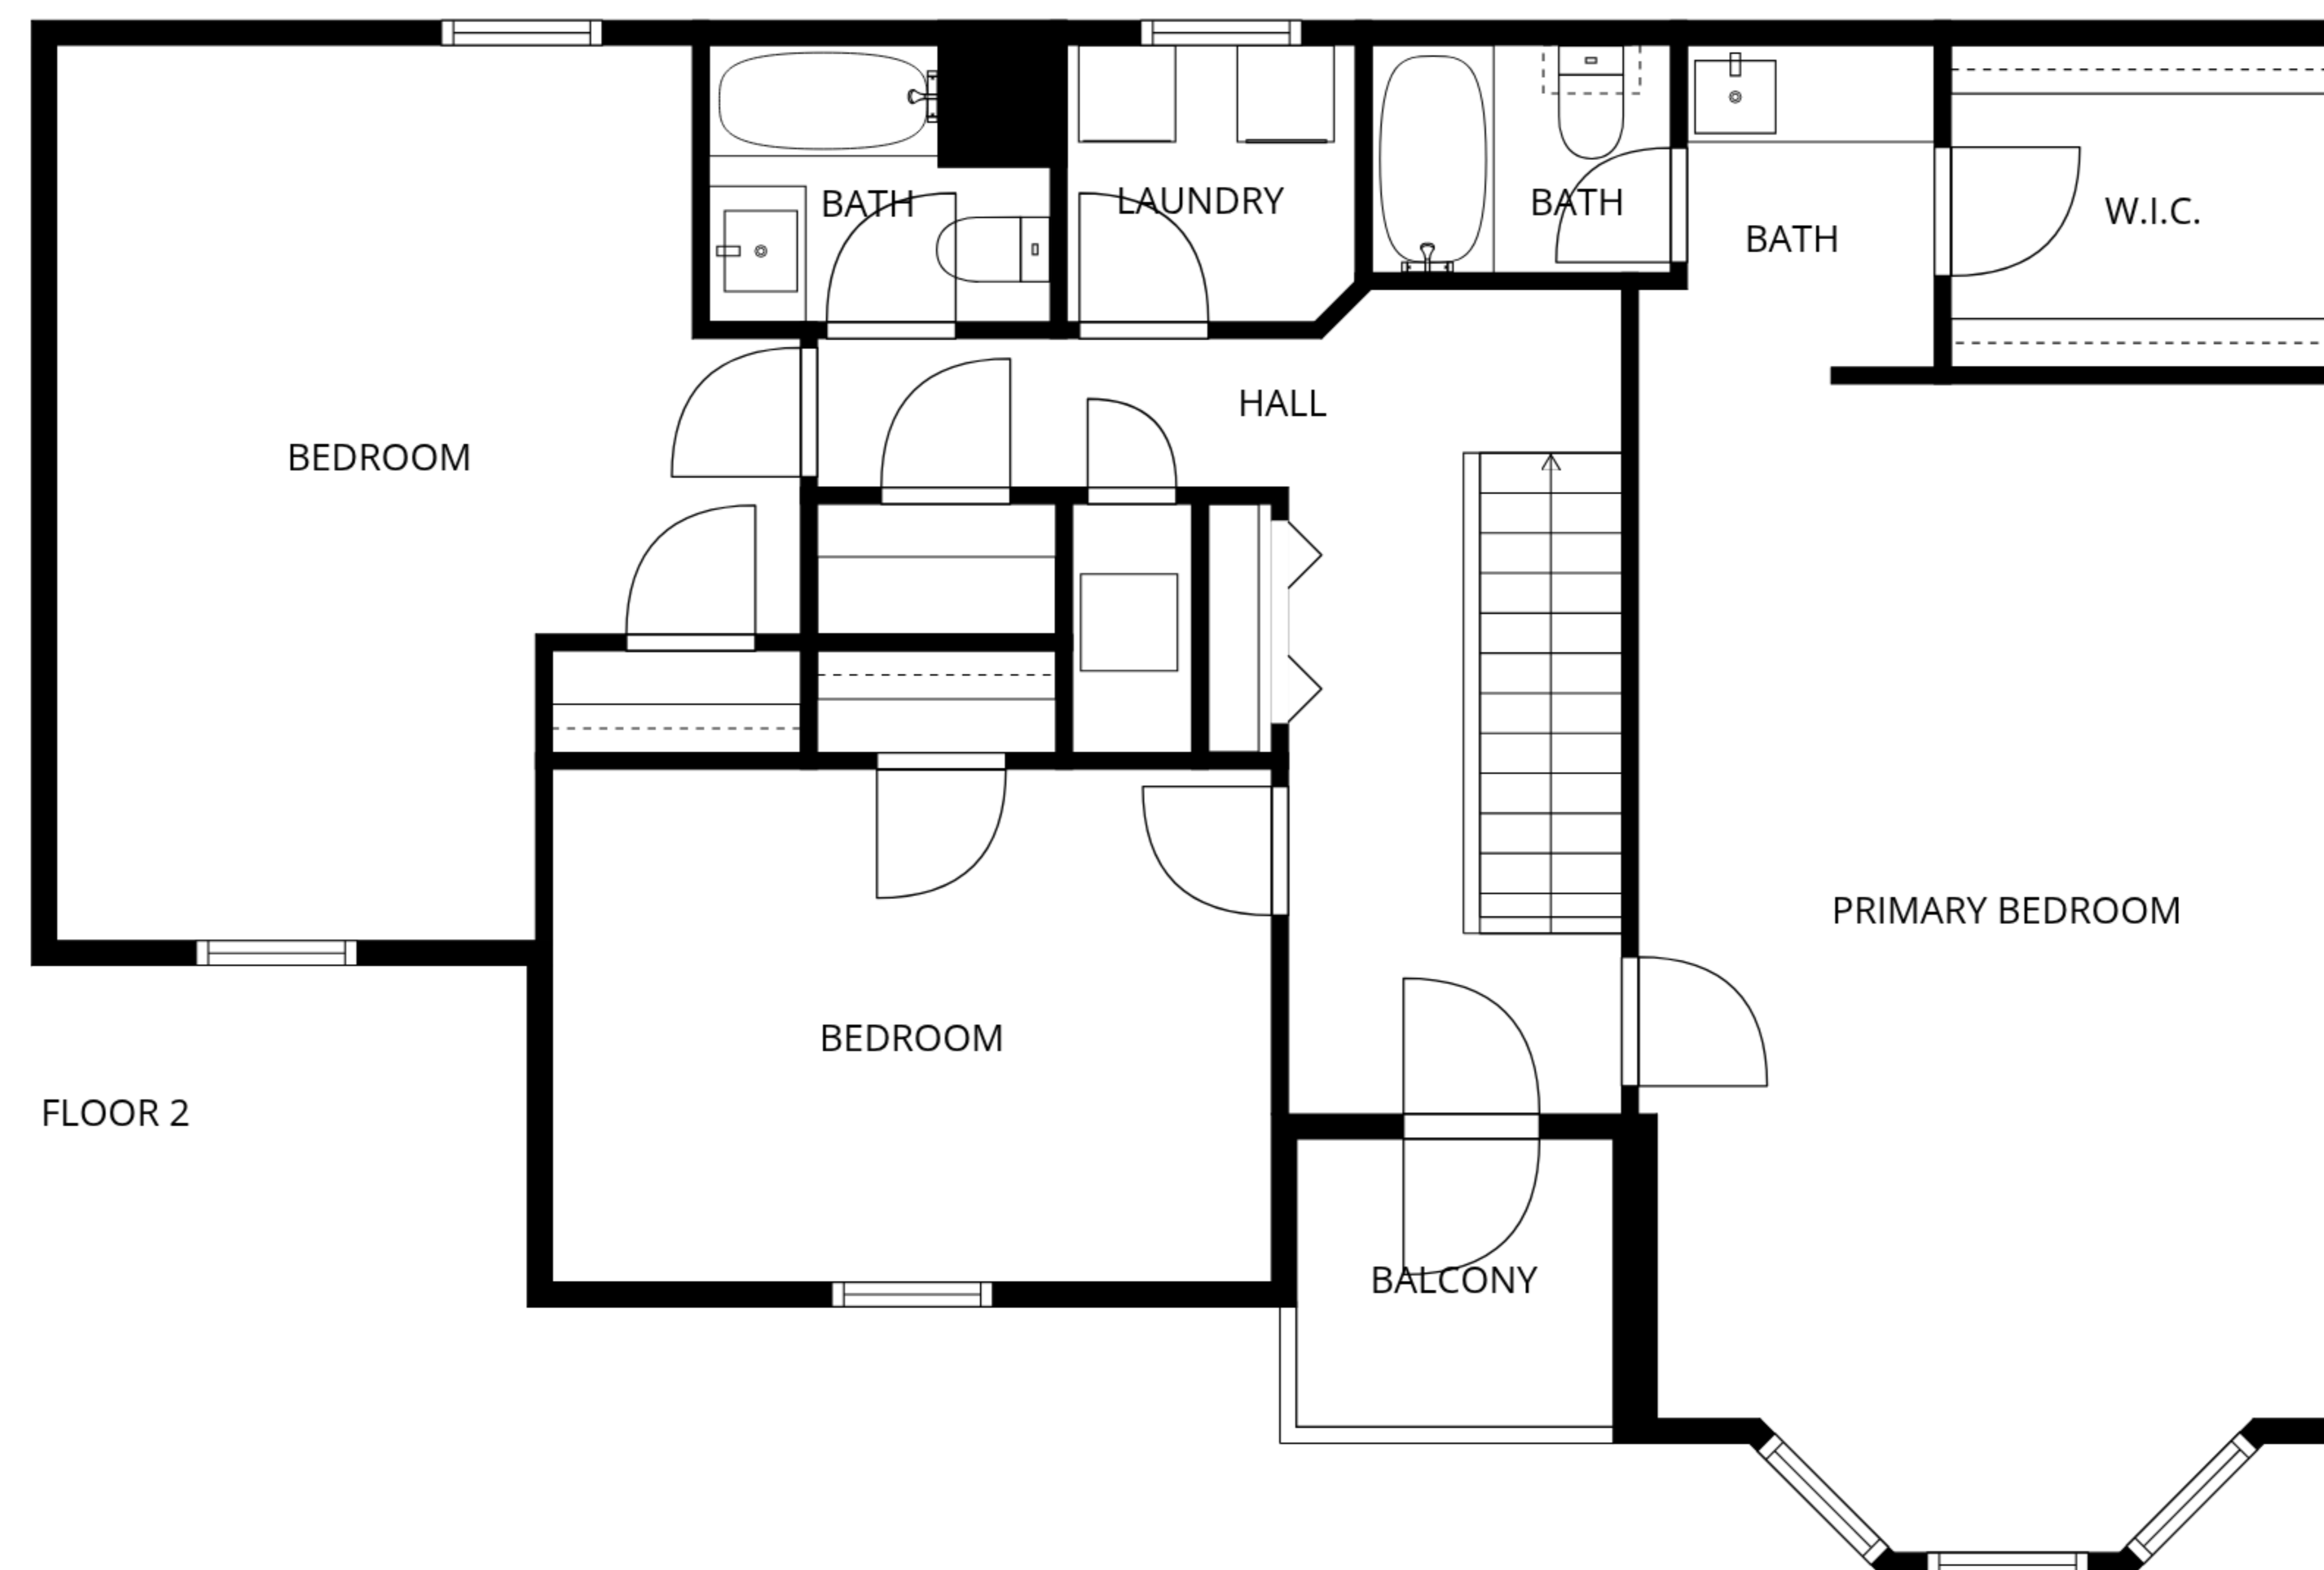 BATH
LAUNDRY
BATH
BATH
W.I.C.
HALL
BEDROOM
PRIMARY BEDROOM
BEDROOM
FLOOR 2
BALCONY